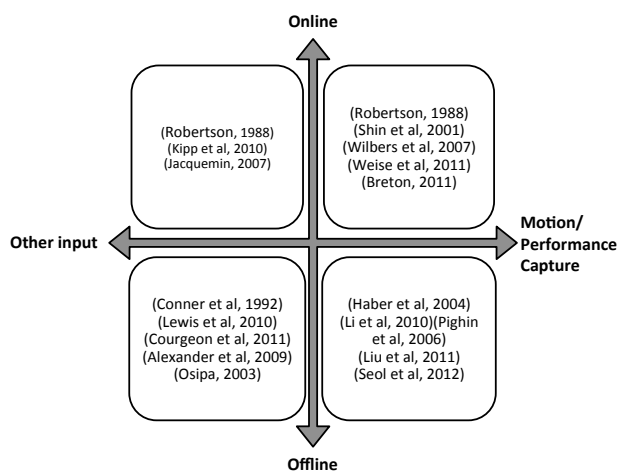 Online
(Robertson, 1988)
(Kipp et al, 2010)
(Jacquemin, 2007)
(Robertson, 1988)
(Shin et al, 2001)
(Wilbers et al, 2007)
(Weise et al, 2011)
(Breton, 2011)
Other input
Motion/
Performance
Capture
(Conner et al, 1992)
(Lewis et al, 2010)
(Courgeon et al, 2011)
(Alexander et al, 2009)
(Osipa, 2003)
(Haber et al, 2004)
(Li et al, 2010)(Pighin
et al, 2006)
(Liu et al, 2011)
(Seol et al, 2012)
Offline